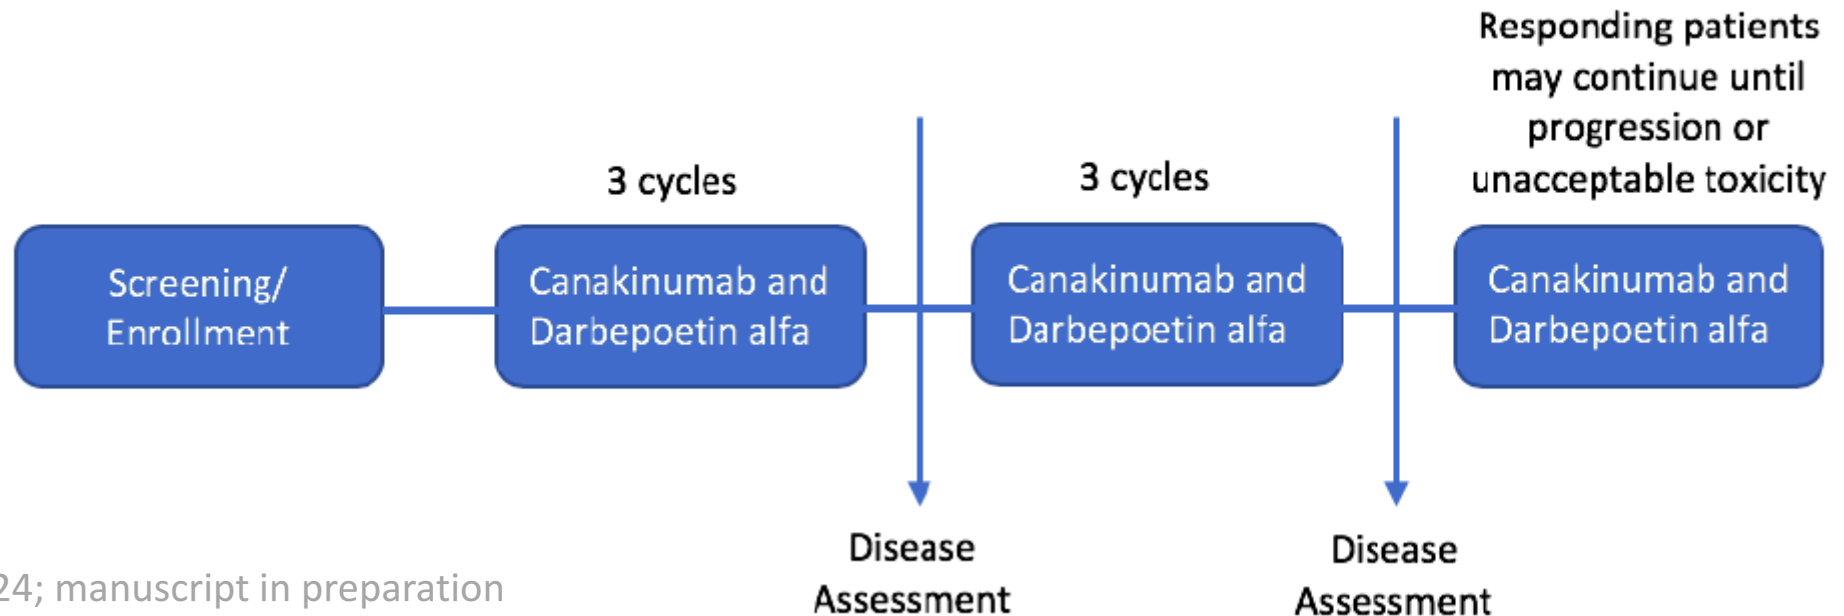 Responding patients
may continue until
progression or
unacceptable toxicity
3 cycles
3 cycles
Screening/
Enrollment
Canakinumab and
Darbepoetin alfa
Canakinumab and
Darbepoetin alfa
Canakinumab and
Darbepoetin alfa
Disease
Assessment
Disease
Assessment
24; manuscript in preparation